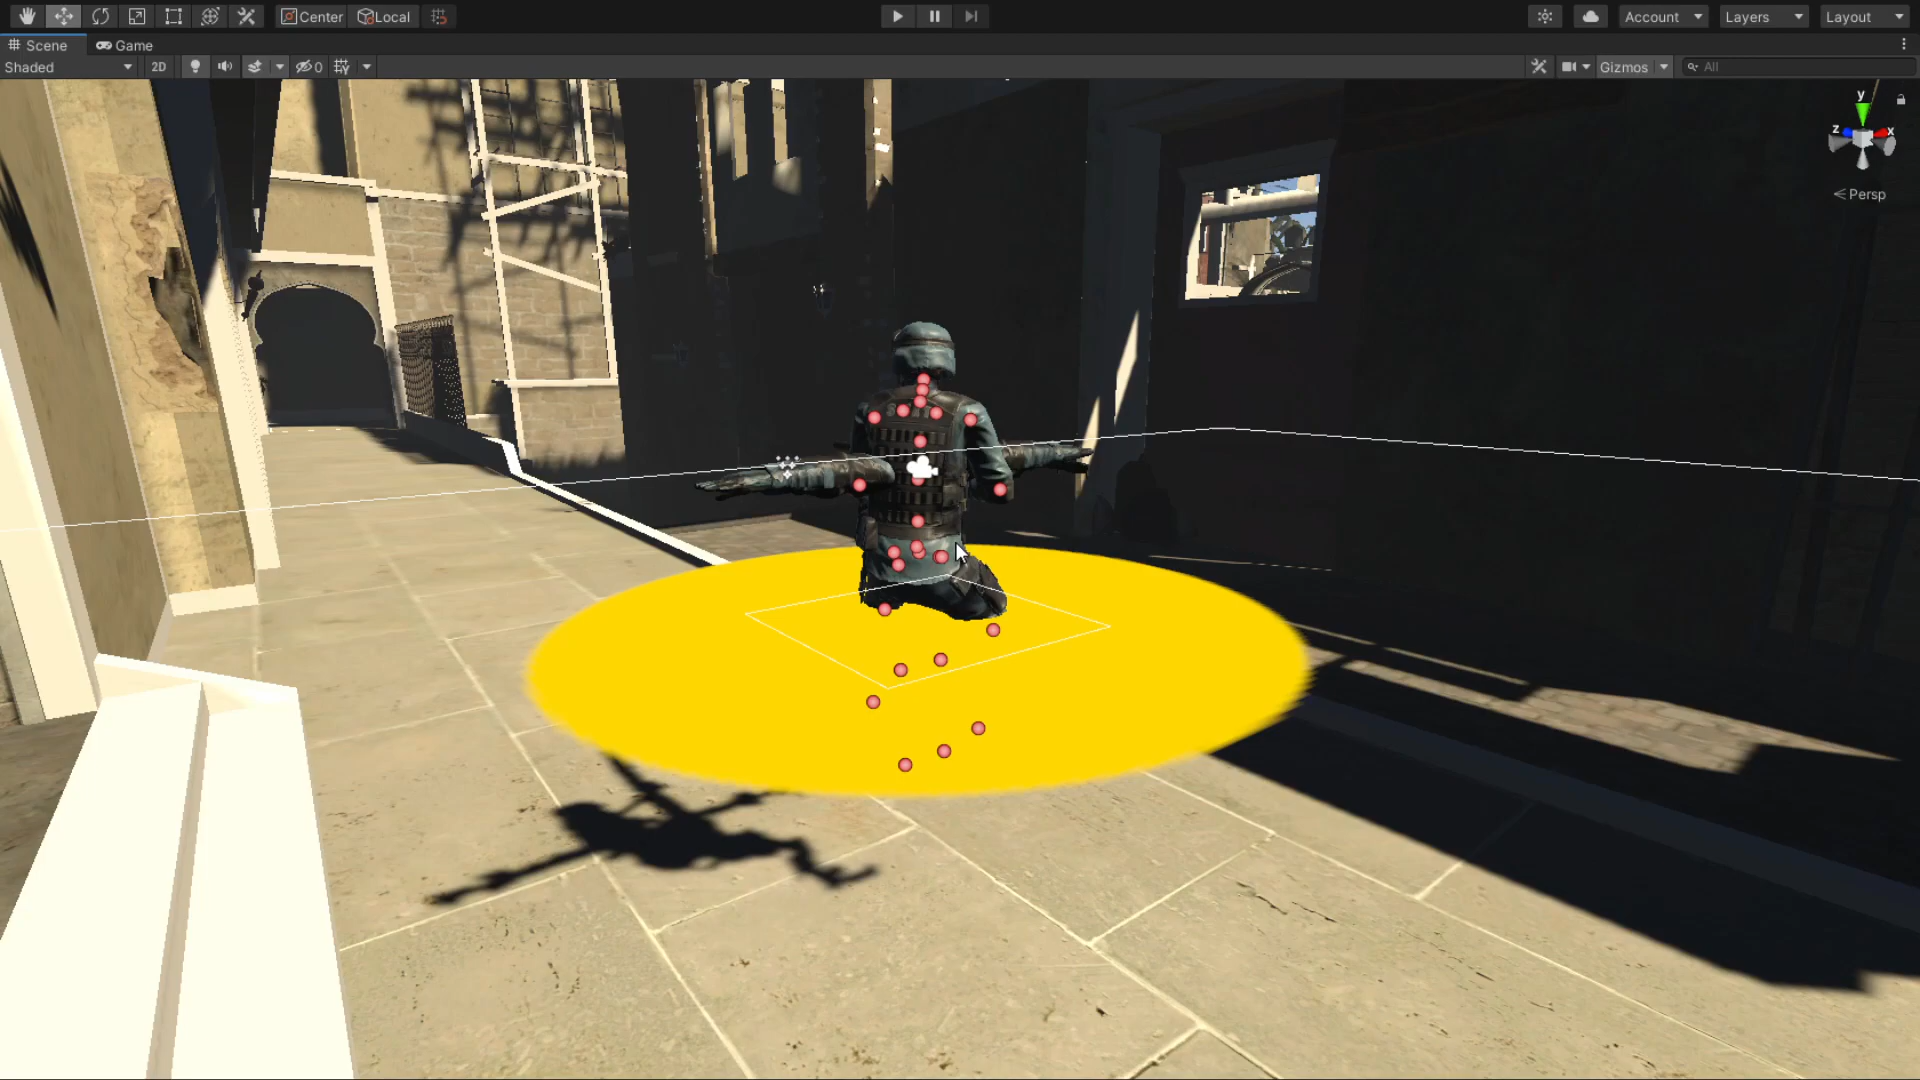 Center Local Account Layers Layout
Scene Game
Shaded 2D 0 Gizmos All
y
z x
Persp